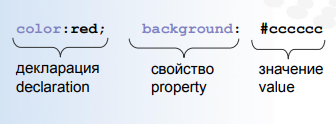 color:red; background: #cccccc
декларация свойство значение
declaration property value